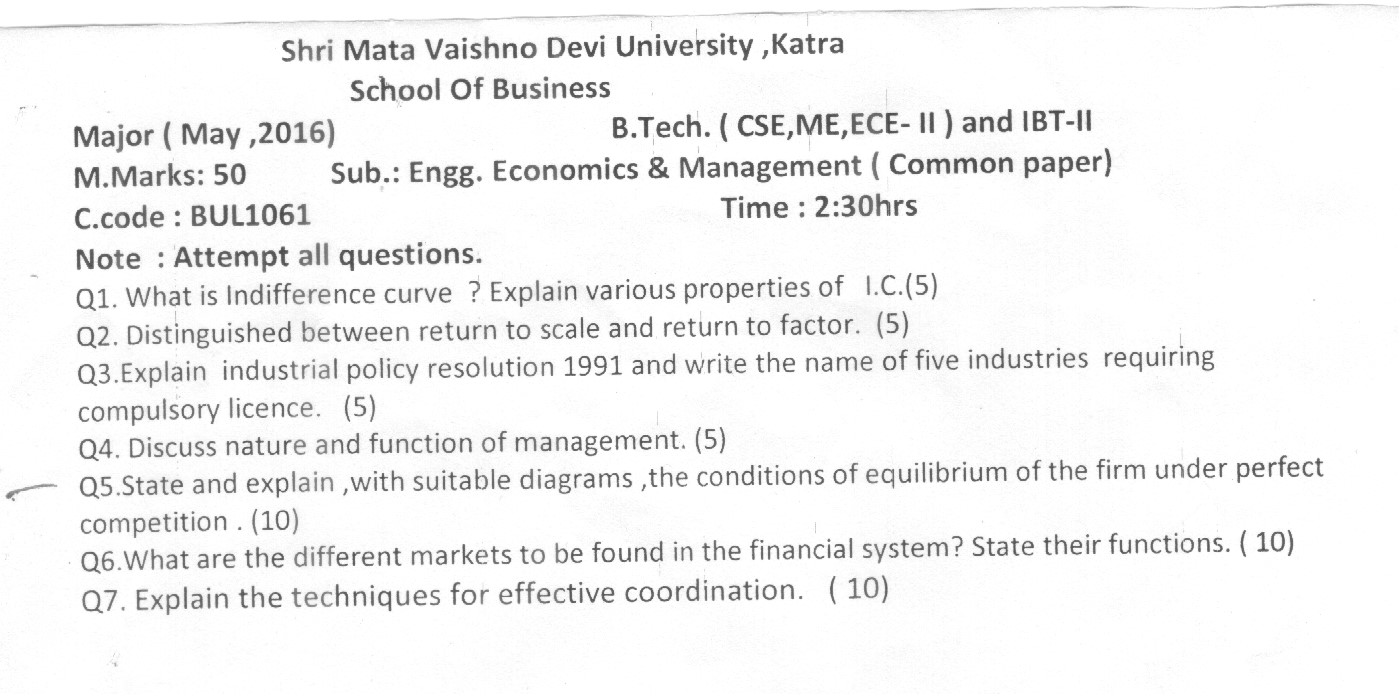 Shri Mata Vaishno Devi University ,Katra
School Of Business
Major ( May ,2016) B.Tech. ( CSE,ME,ECE- II ) and IBT-II
M.Marks: 50 Sub.: Engg. Economics & Management ( Common paper)
C.code : BUL1061 Time : 2:30hrs
Note : Attempt all questions.
Q1. What is Indifference curve ? Explain various properties of I.C.(5)
Q2. Distinguished between return to scale and return to factor. (5)
Q3.Explain industrial policy resolution 1991 and write the name of five industries requiring
compulsory licence. (5)
Q4. Discuss nature and function of management. (5)
Q5.State and explain ,with suitable diagrams ,the conditions of equilibrium of the firm under perfect
competition . (10)
Q6.What are the different markets to be found in the financial system? State their functions. ( 10)
Q7. Explain the techniques for effective coordination. ( 10)